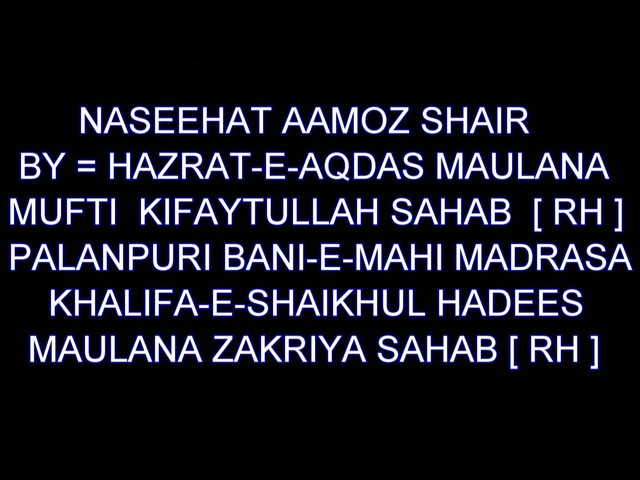 NASEEHAT AAMOZ SHAIR
BY = HAZRAT-E-AQDAS MAULANA
MUFTI KIFAYTULLAH SAHAB [ RH ]
PALANPURI BANI-E-MAHI MADRASA
KHALIFA-E-SHAIKHUL HADEES
MAULANA ZAKRIYA SAHAB [ RH ]